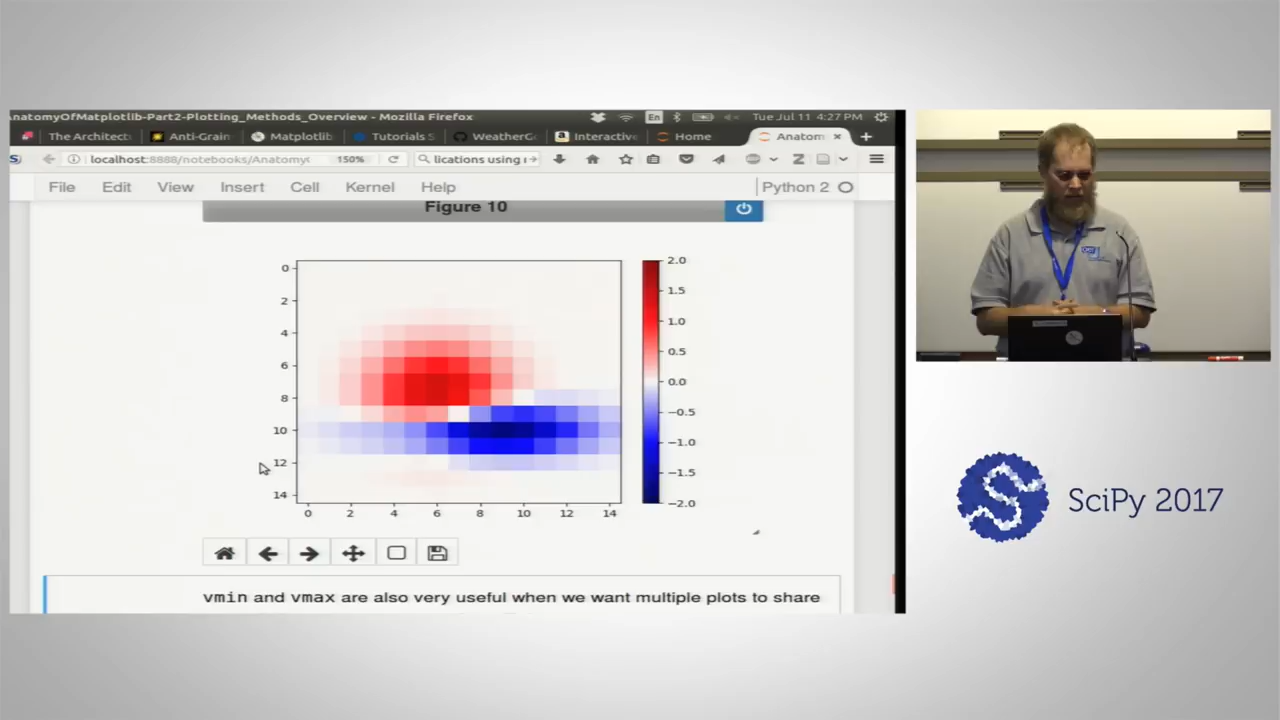 AnatomyOfMatplotlib-Part2-Plotting_Methods_Overview - Mozilla Firefox
En
Tue Jul 11 4:27 PM
The Architect
Anti-Grain
Matplotlib
Tutorials S
WeatherGe
Interactive
Home
Anatom
localhost:8888/notebooks/Anatomy
150%
lications using
File Edit View Insert Cell Kernel Help
Python 2
Figure 10
0
2
4
6
8
10
12
14
0 2 4 6 8 10 12 14
2.0
1.5
1.0
0.5
0.0
−0.5
−1.0
−1.5
−2.0
vmin and vmax are also very useful when we want multiple plots to share
SciPy 2017